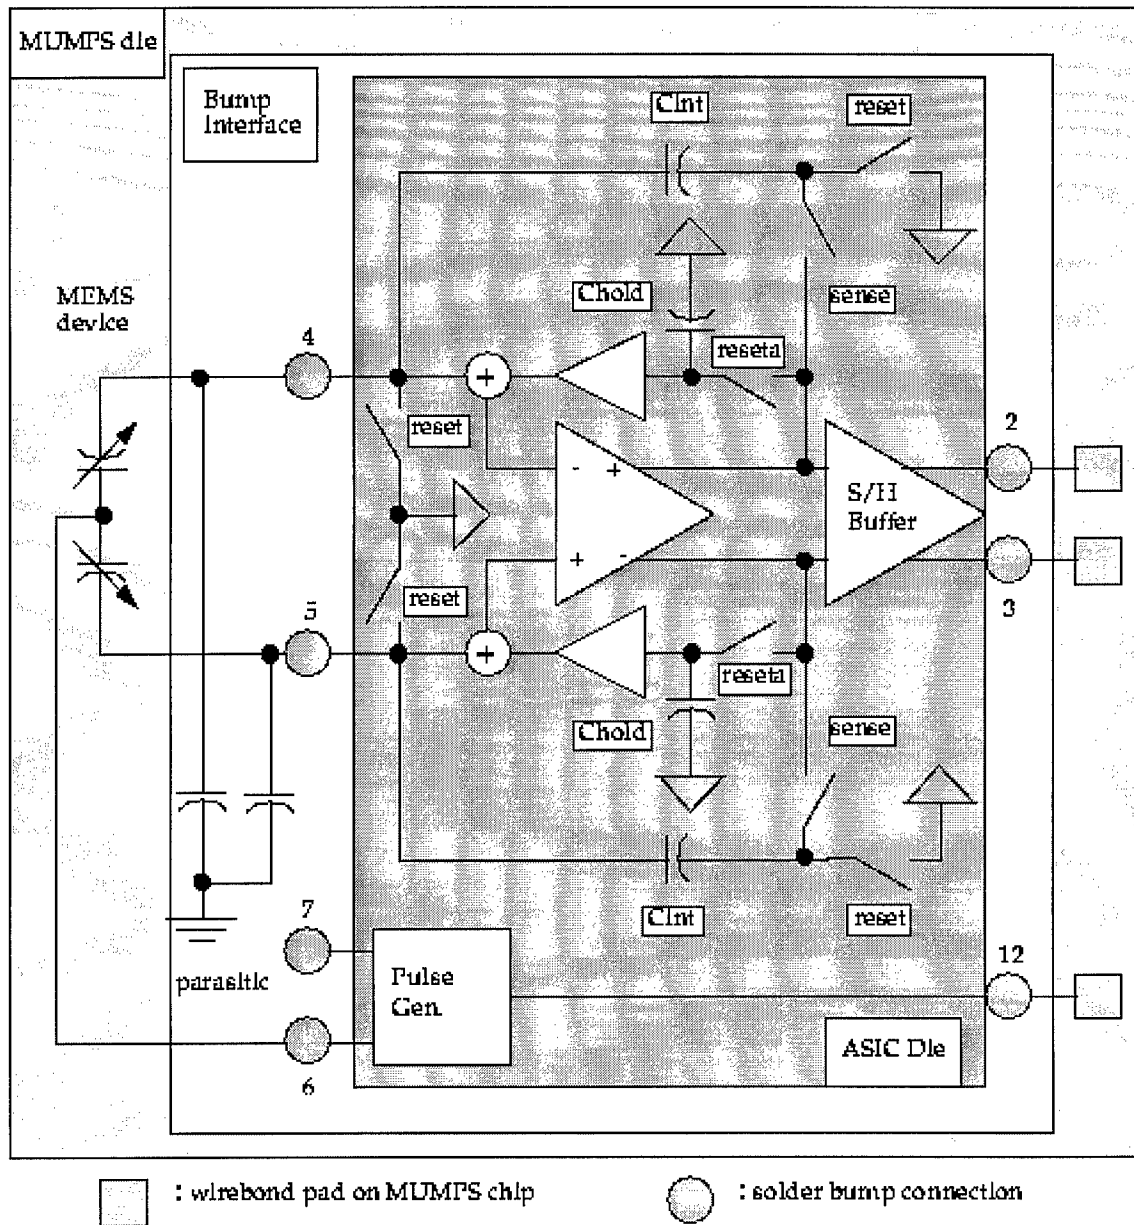 MUMPS die
Bump
Interface
CInt
reset
MEMS
device
Chold
sense
4
reseta
reset
2
- +
S/H
Buffer
+ -
+
+
3
reset
5
reseta
Chold
sense
CInt
reset
7
12
parasitic
Pulse
Gen.
6
ASIC Die
: wirebond pad on MUMPS chip
: solder bump connection